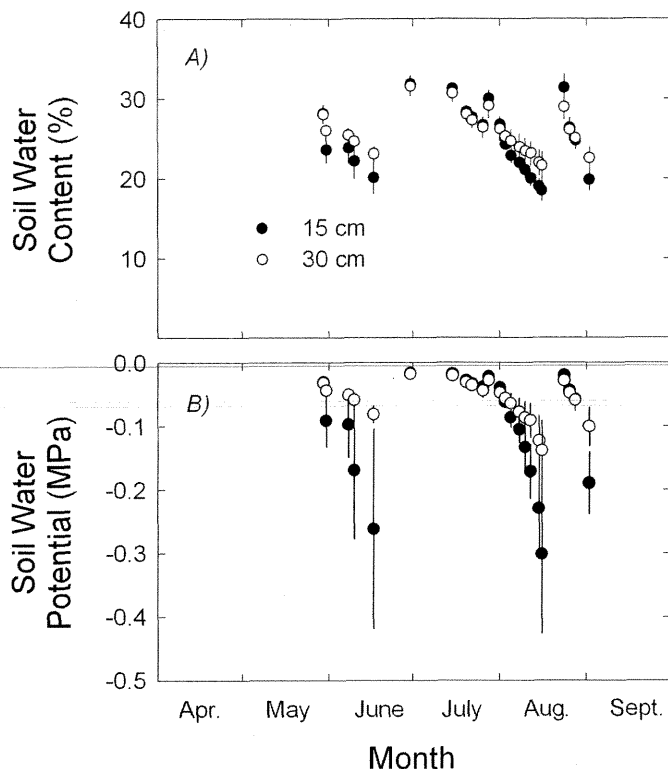 40
30
20
10
Soil Water
Content (%)
A)
15 cm
30 cm
0.0
-0.1
-0.2
-0.3
-0.4
-0.5
Soil Water
Potential (MPa)
B)
Apr. May June July Aug. Sept.
Month